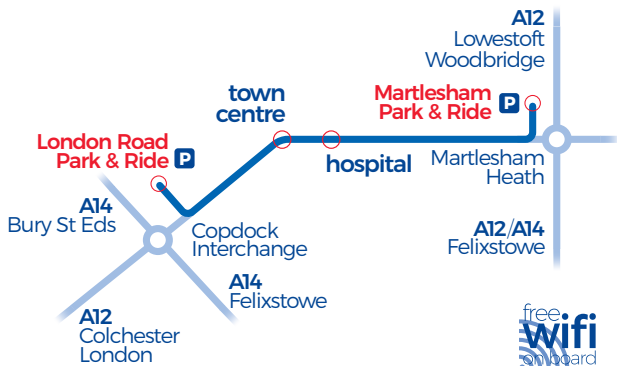 A12
Lowestoft
Woodbridge
town
centre
Martlesham
Park & Ride P
London Road
Park & Ride P
hospital
Martlesham
Heath
A14
Bury St Eds
Copdock
Interchange
A12/A14
Felixstowe
A14
Felixstowe
A12
Colchester
London
free
wifi
on board